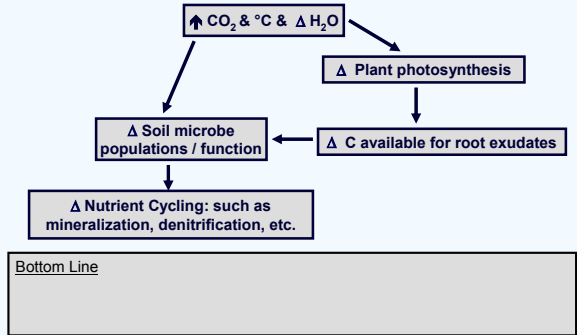 ⬆ CO₂ & °C & Δ H₂O
Δ Plant photosynthesis
Δ Soil microbe
populations / function
Δ C available for root exudates
Δ Nutrient Cycling: such as
mineralization, denitrification, etc.
Bottom Line